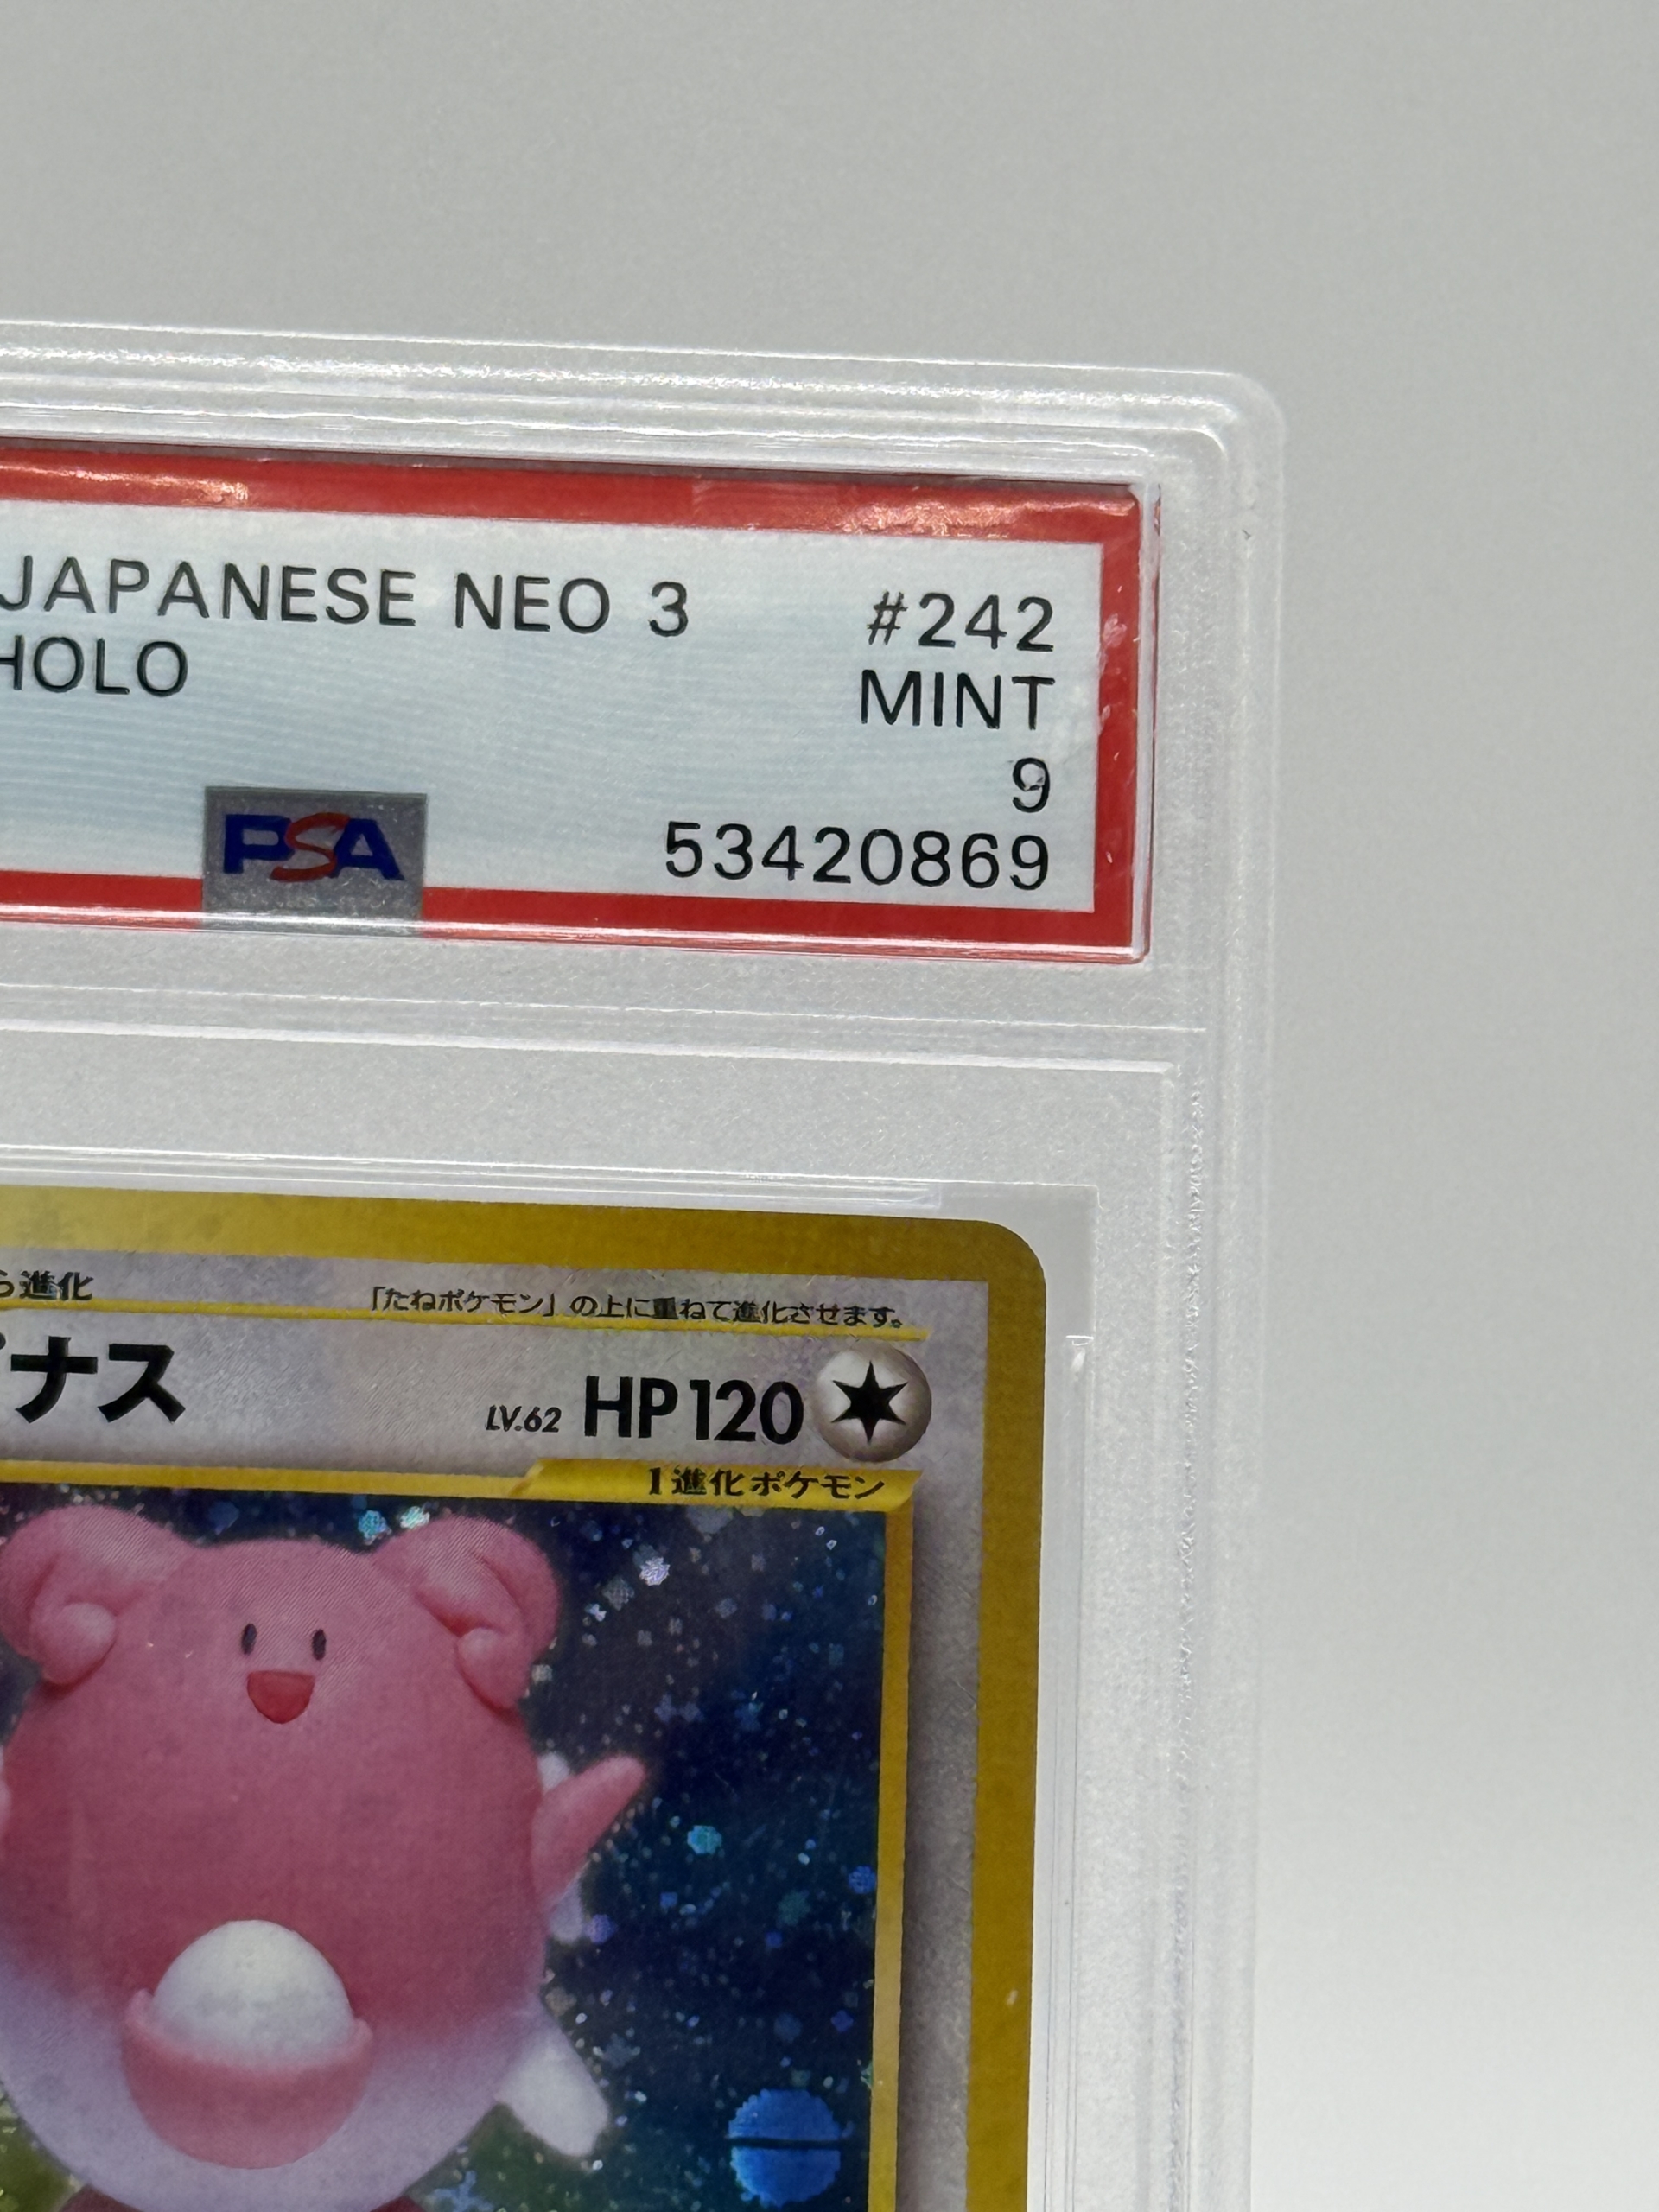 JAPANESE NEO 3 #242
HOLO MINT
9
PSA 53420869
ら進化 「たねポケモン」の上に重ねて進化させます。
ナス LV.62 HP120
1進化ポケモン